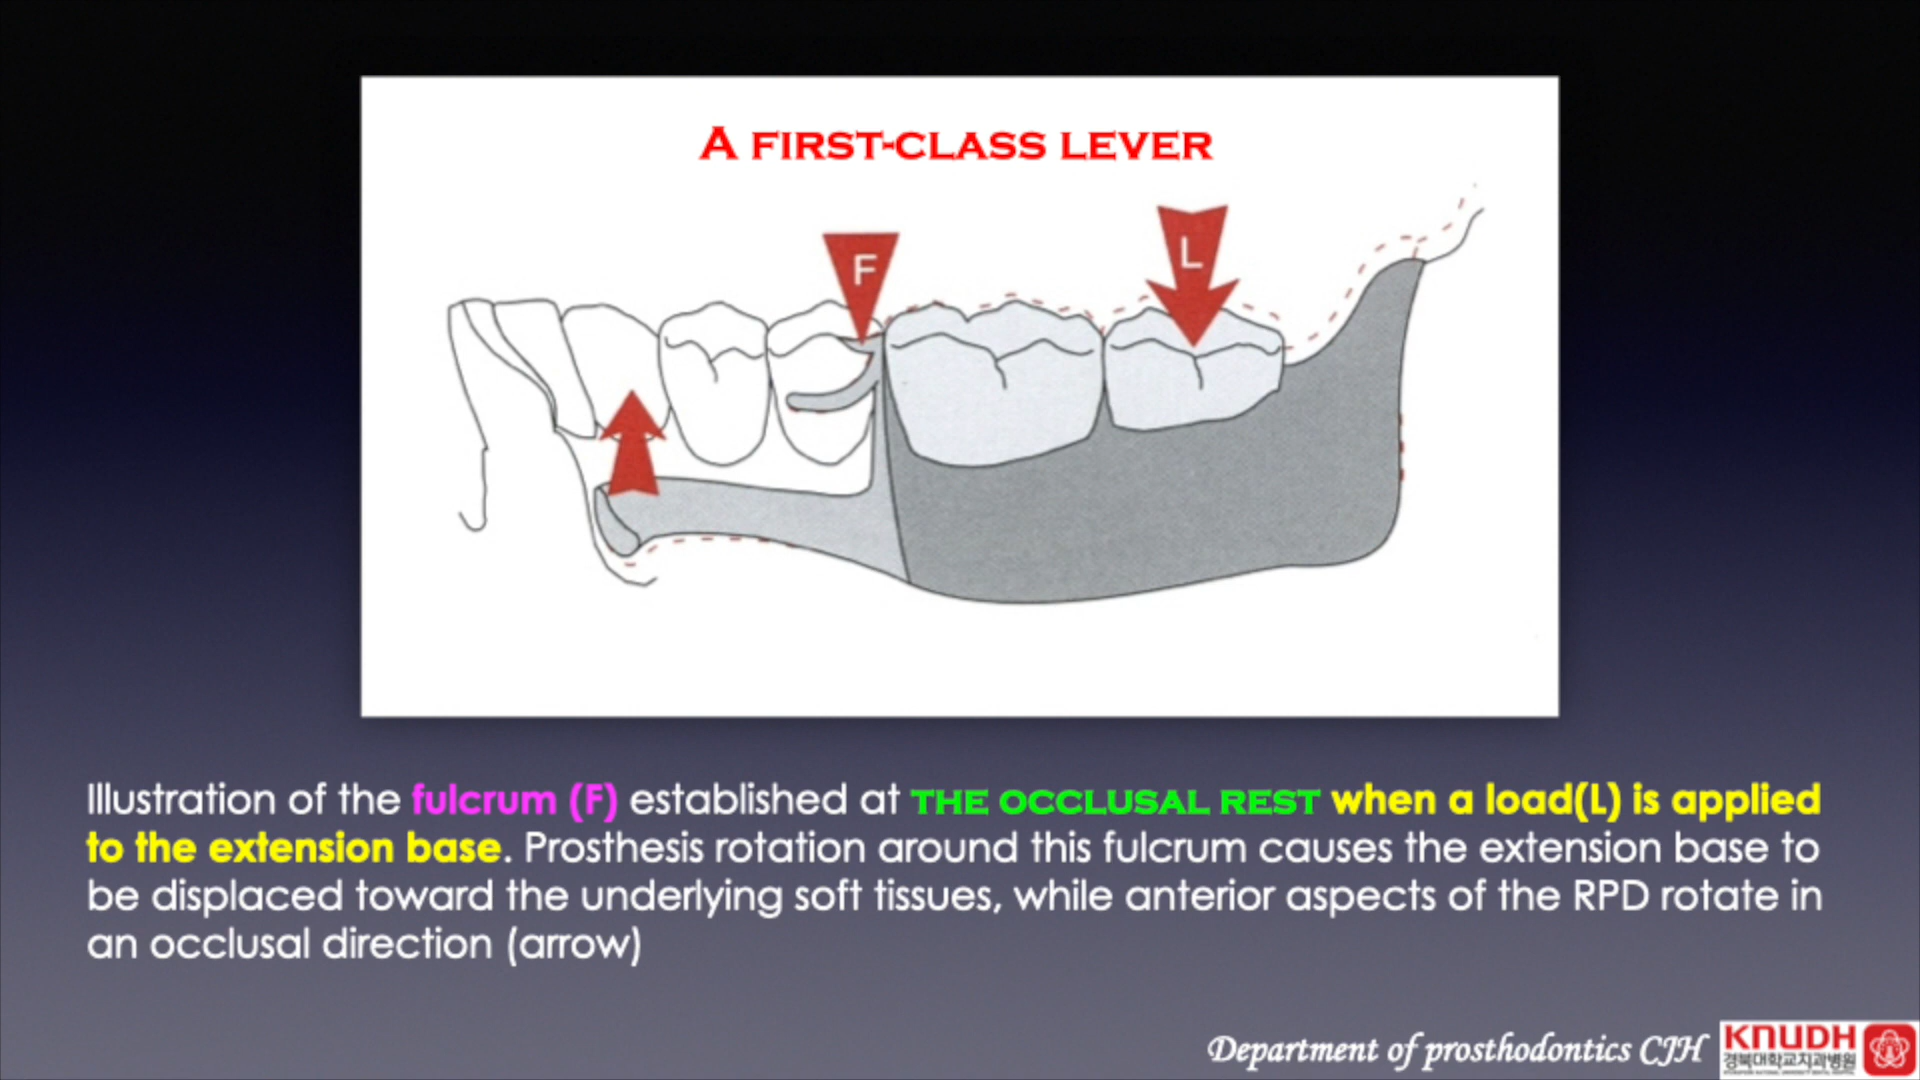 A FIRST-CLASS LEVER
F
L
Illustration of the fulcrum (F) established at THE OCCLUSAL REST when a load(L) is applied
to the extension base. Prosthesis rotation around this fulcrum causes the extension base to
be displaced toward the underlying soft tissues, while anterior aspects of the RPD rotate in
an occlusal direction (arrow)
Department of prosthodontics CJH
KNUDH
경북대학교치과병원